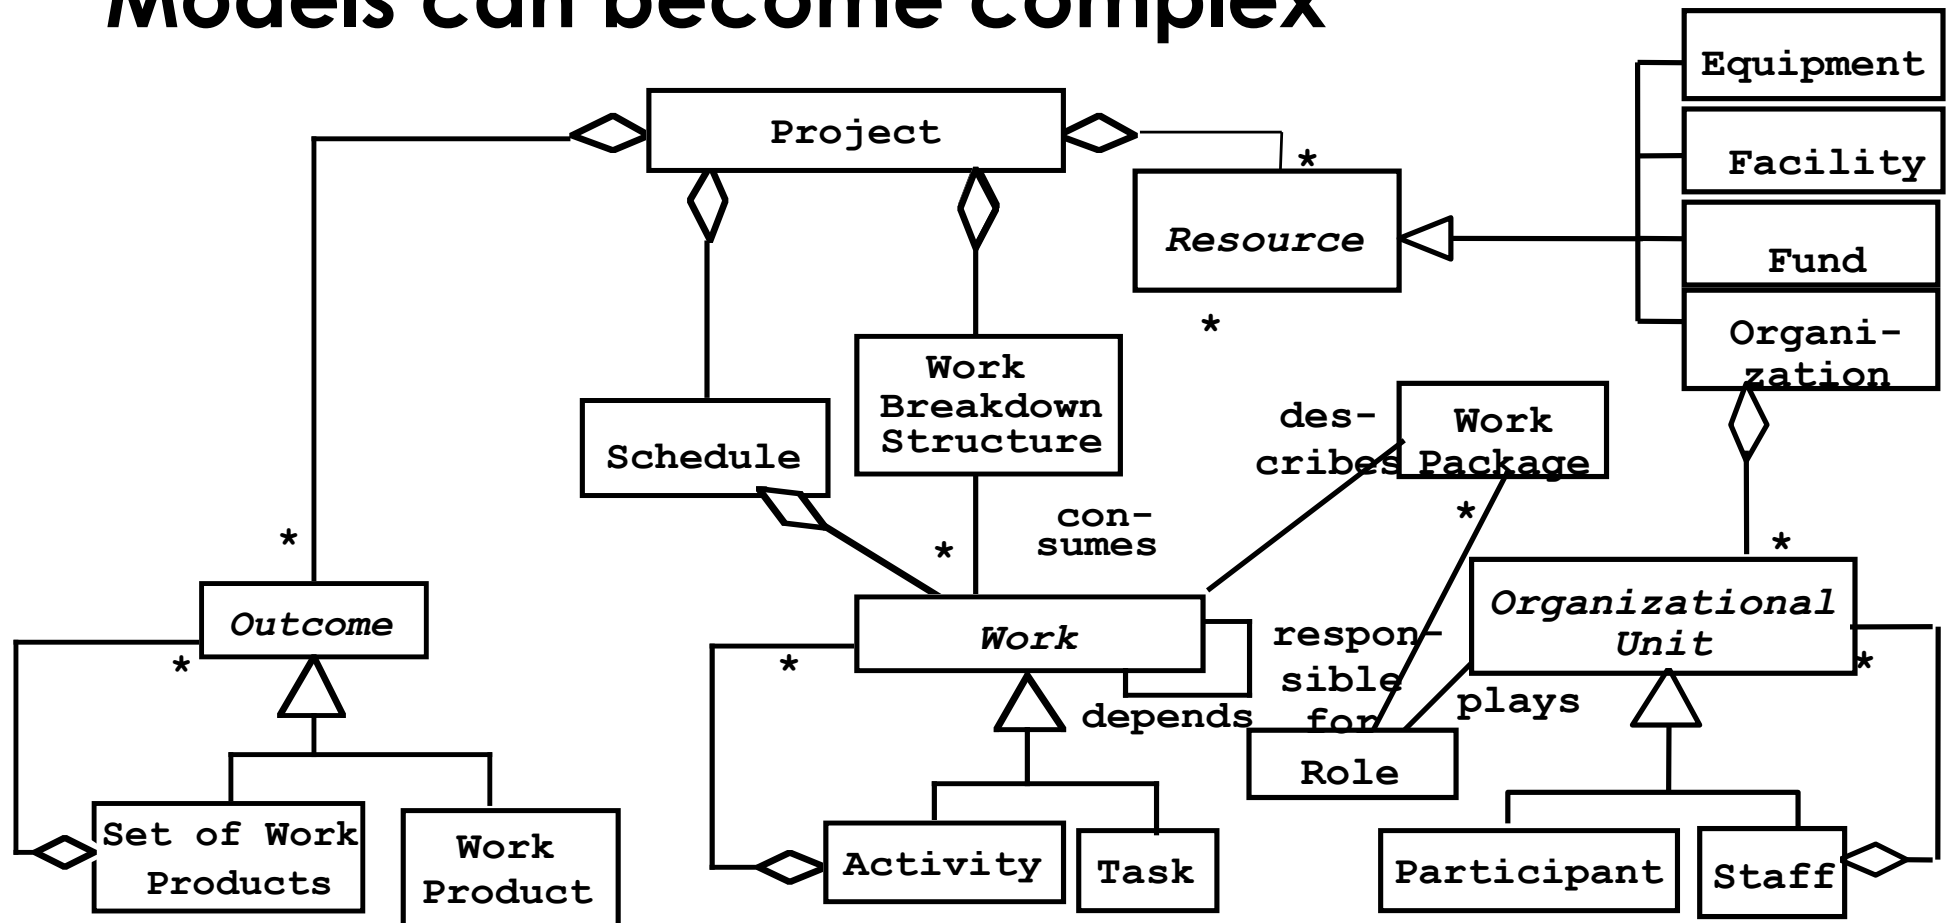 Models can become complex
Equipment
Project
Facility
*
Resource
Fund
*
Organi-
zation
Work
Breakdown
Structure
des-
cribes
Work
Package
Schedule
*
con-
sumes
*
*
*
Outcome
*
Work
*
respon-
sible
for
Organizational
Unit
*
depends
plays
Role
Set of Work
Products
Work
Product
Activity
Task
Participant
Staff